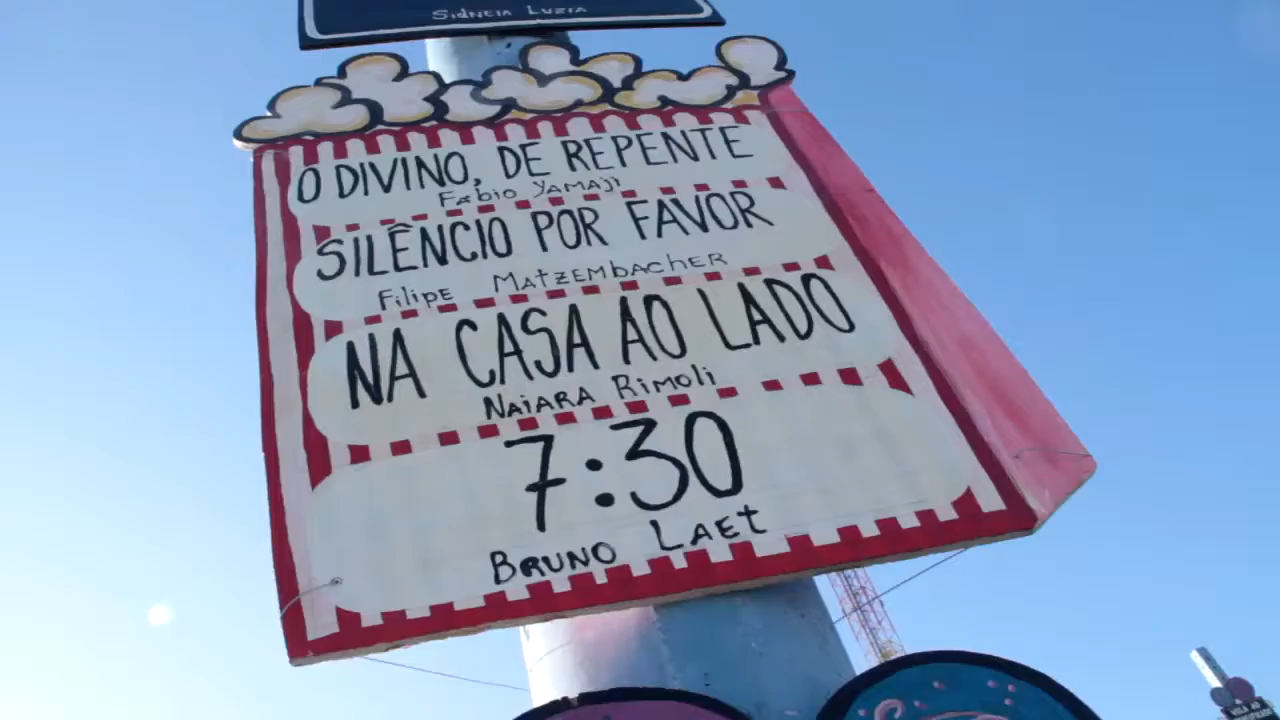 Sidneia Luzia
O DIVINO, DE REPENTE
Fabio YAMAJI
SILÊNCIO POR FAVOR
Filipe MatzembacHER
NA CASA AO LADO
NaiARA Rimoli
7:30
BRUNO LAEt